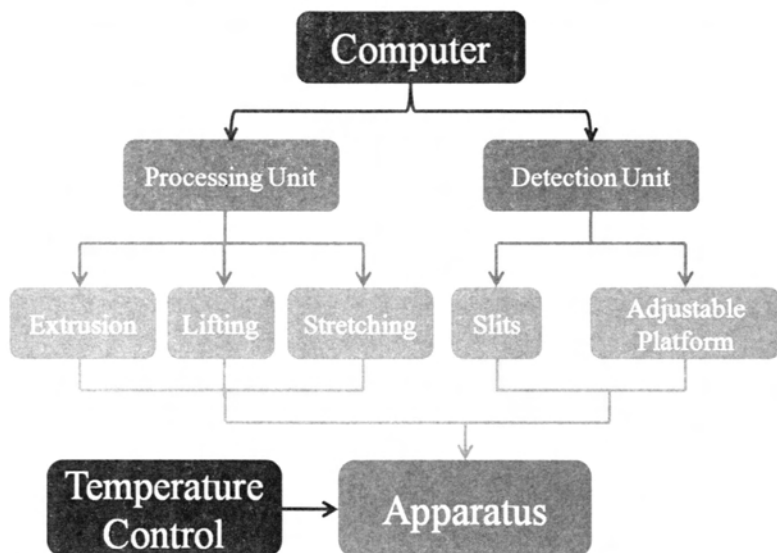 Computer
Processing Unit
Detection Unit
Extrusion
Lifting
Stretching
Slits
Adjustable
Platform
Temperature
Control
Apparatus